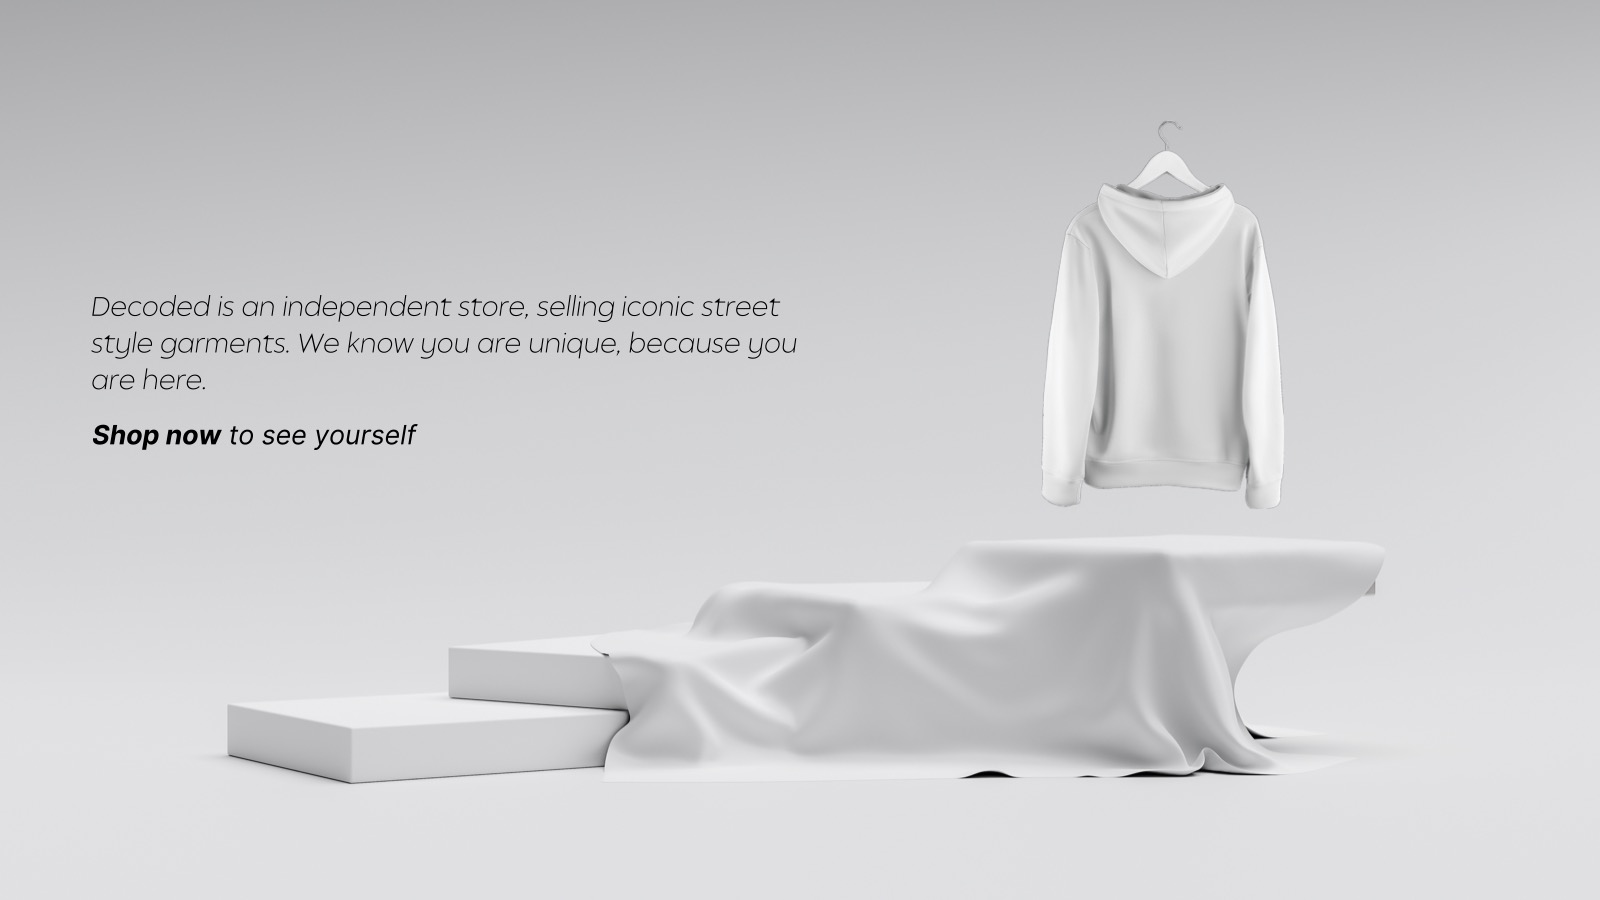 Decoded is an independent store, selling iconic street
style garments. We know you are unique, because you
are here.
Shop now to see yourself